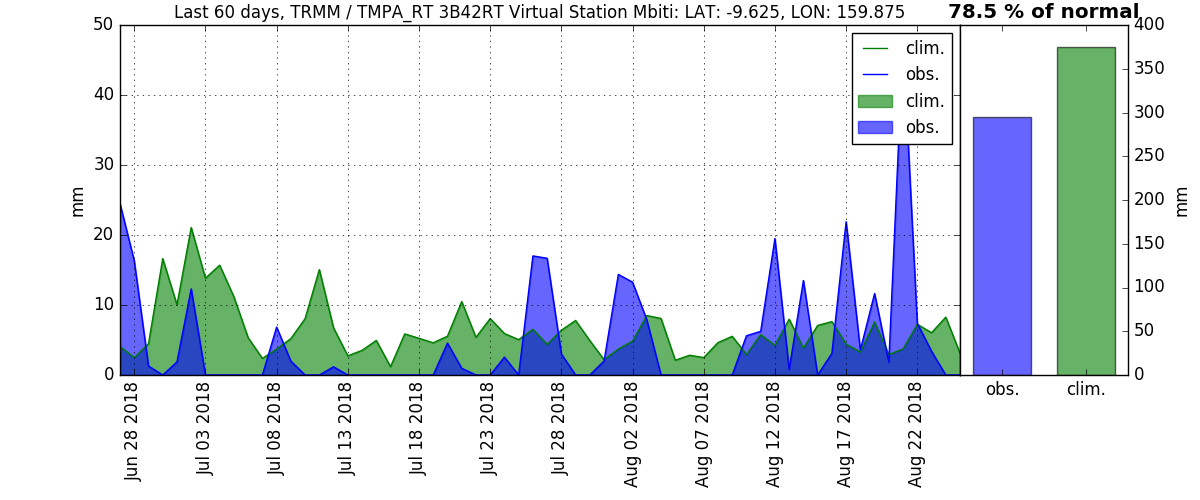 Last 60 days, TRMM / TMPA_RT 3B42RT Virtual Station Mbiti: LAT: -9.625, LON: 159.875
78.5 % of normal
50
40
30
20
10
0
mm
clim.
obs.
clim.
obs.
Jun 28 2018
Jul 03 2018
Jul 08 2018
Jul 13 2018
Jul 18 2018
Jul 23 2018
Jul 28 2018
Aug 02 2018
Aug 07 2018
Aug 12 2018
Aug 17 2018
Aug 22 2018
400
350
300
250
200
150
100
50
0
mm
obs.
clim.